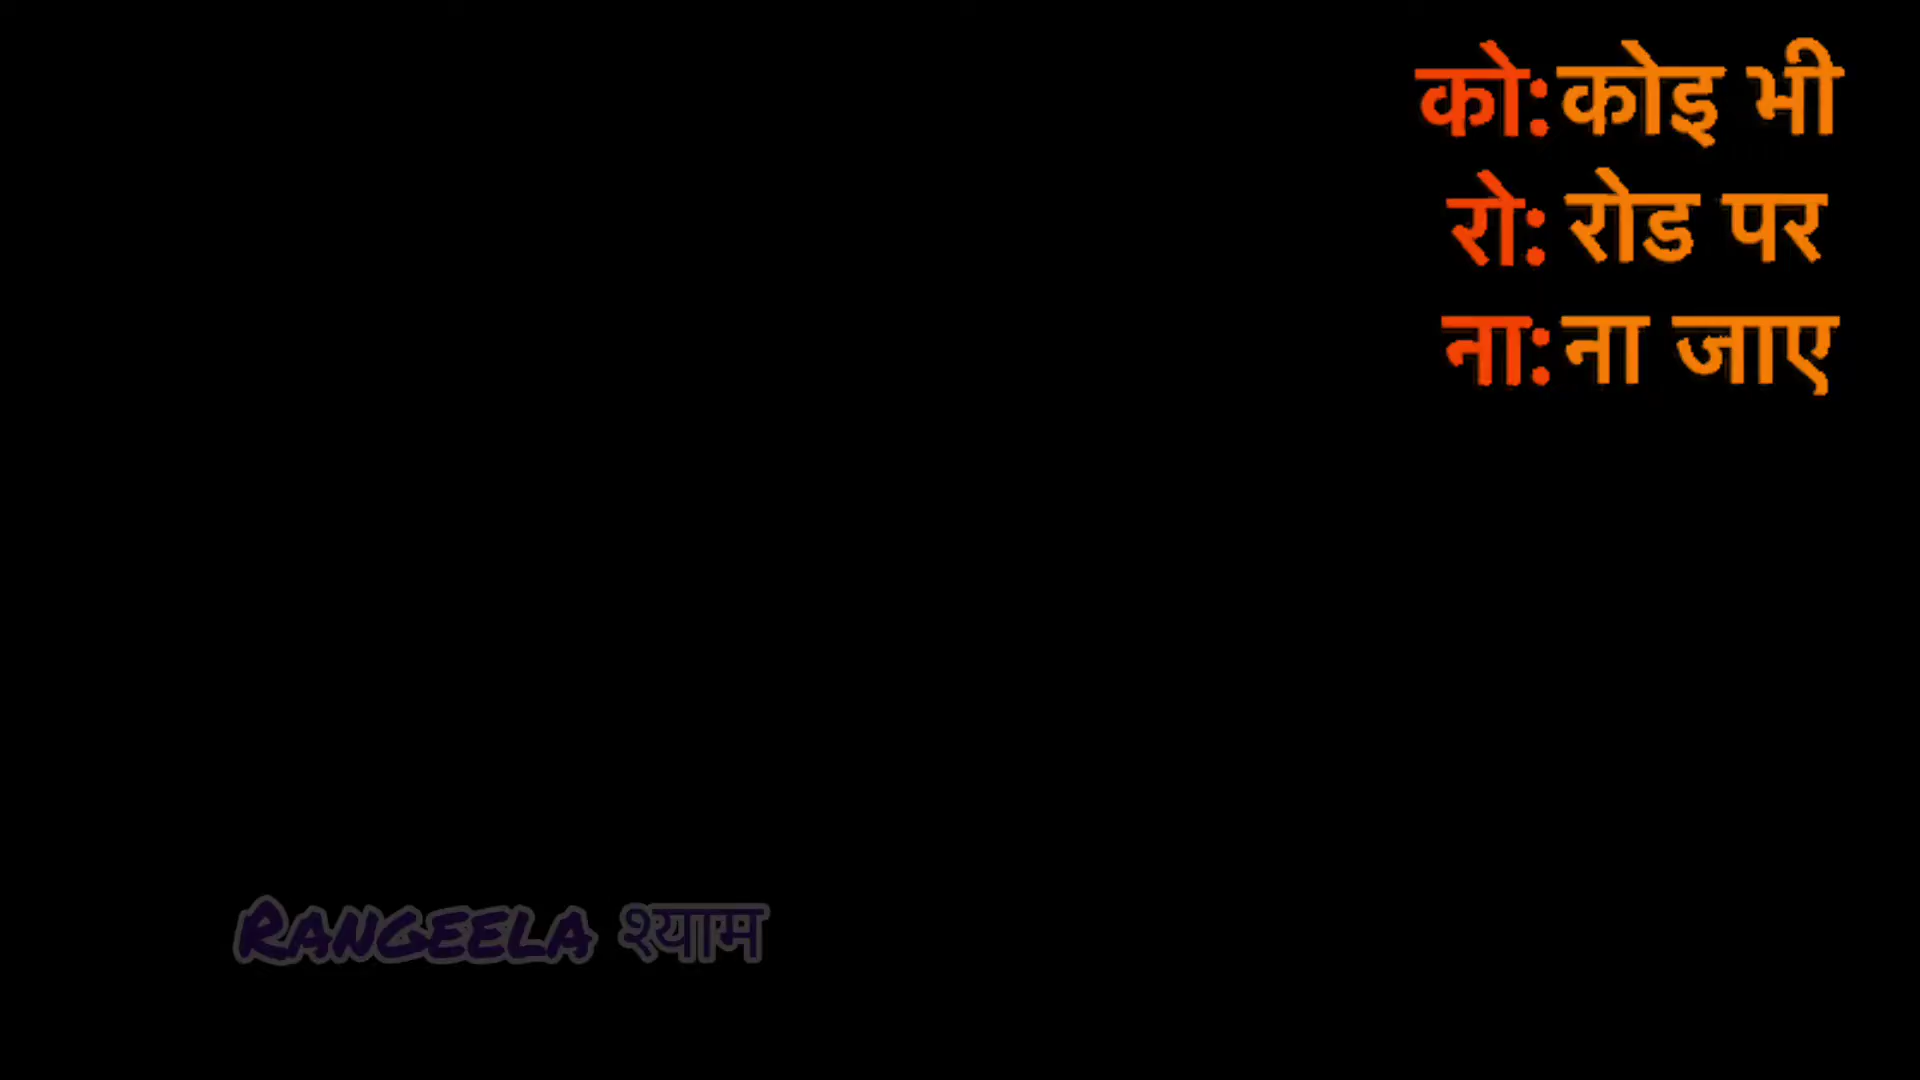 को: कोइ भी
रो: रोड पर
ना: ना जाए
RANGEELA श्याम